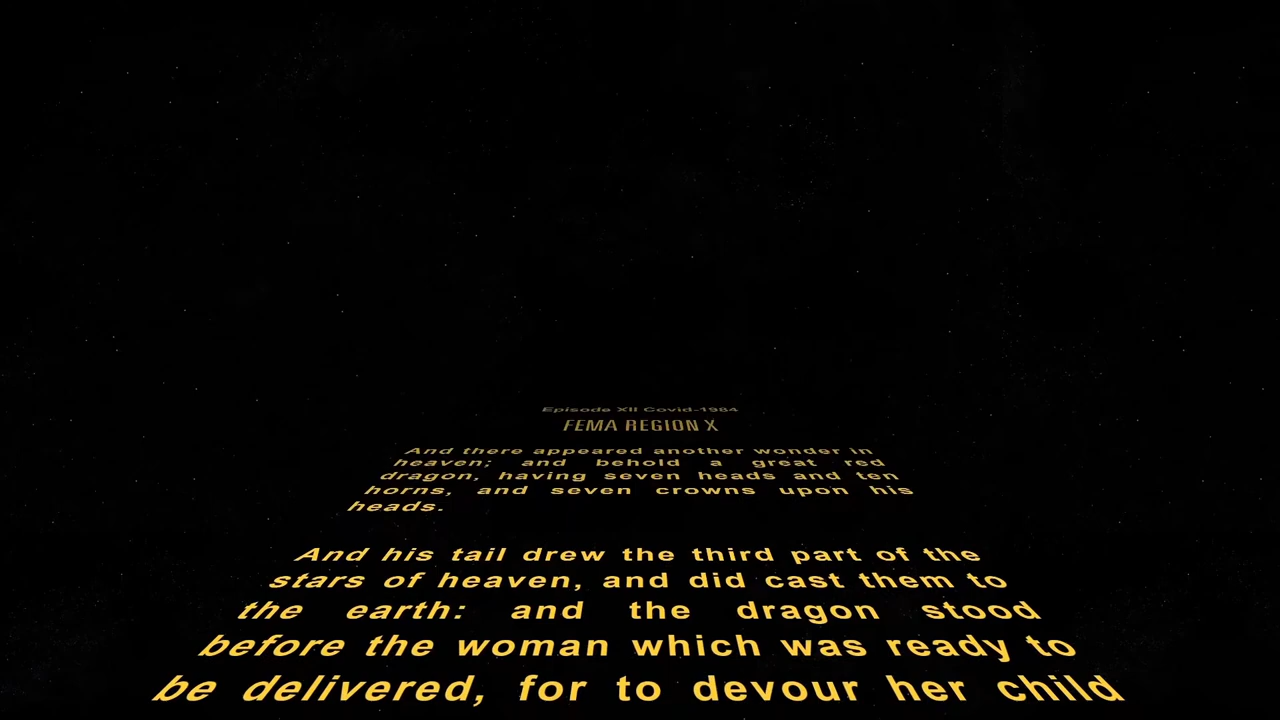 Episode XII Covid-1984
FEMA REGION X
And there appeared another wonder in
heaven; and behold a great red
dragon, having seven heads and ten
horns, and seven crowns upon his
heads.
And his tail drew the third part of the
stars of heaven, and did cast them to
the earth: and the dragon stood
before the woman which was ready to
be delivered, for to devour her child